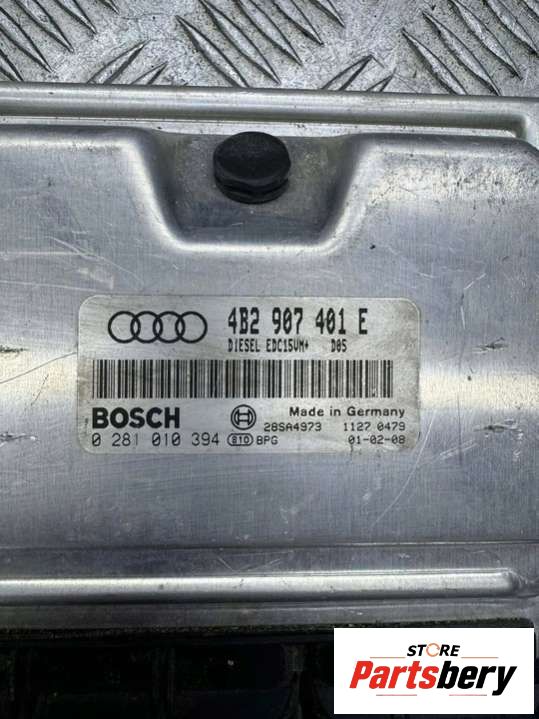 4B2 907 401 E
DIESEL EDC15VM+ D05
BOSCH
Made in Germany
28SA4973 1127 0479
0 281 010 394 810 BPG 01-02-08
STORE
Partsbery